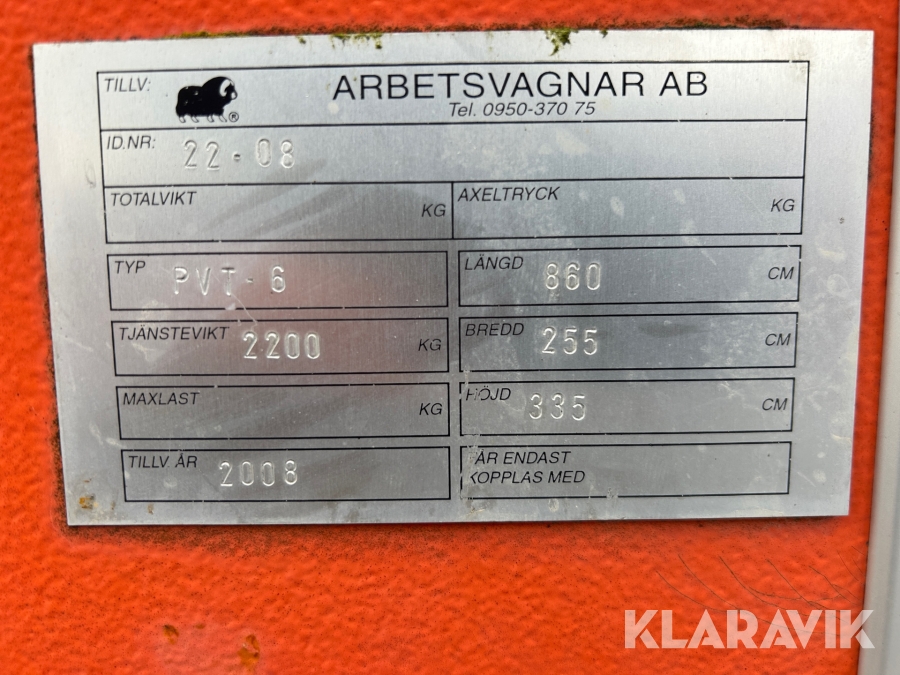 TILLV: ® ARBETSVAGNAR AB
Tel. 0950-370 75
ID.NR: 22-08
TOTALVIKT KG AXELTRYCK KG
TYP PVT-6 LÄNGD 860 CM
TJÄNSTEVIKT 2200 KG BREDD 255 CM
MAXLAST KG HÖJD 335 CM
TILLV ÅR 2008 FÅR ENDAST
KOPPLAS MED
KLARAVIK